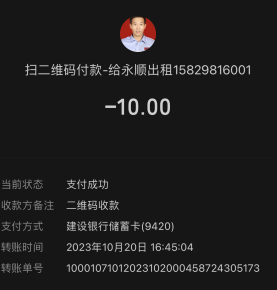 扫二维码付款-给永顺出租15829816001
-10.00
当前状态 支付成功
收款方备注 二维码收款
支付方式 建设银行储蓄卡(9420)
转账时间 2023年10月20日 16:45:04
转账单号 1000107101202310200045872430​5173